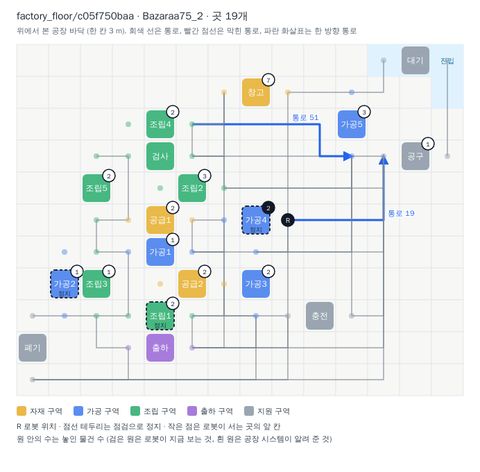 factory_floor/c05f750baa · Bazaraa75_2 · 곳 19개
위에서 본 공장 바닥 (한 칸 3 m). 회색 선은 통로, 빨간 점선은 막힌 통로, 파란 화살표는 한 방향 통로
대기
진입
7
창고
2
조립4
통로 51
3
가공5
검사
1
공구
2
조립5
3
조립2
2
공급1
2
가공4
정지
R
통로 19
1
가공1
1
가공2
정지
1
조립3
2
공급2
2
가공3
2
조립1
정지
충전
폐기
출하
자재 구역
가공 구역
조립 구역
출하 구역
지원 구역
R 로봇 위치 · 점선 테두리는 점검으로 정지 · 작은 점은 로봇이 서는 곳의 앞 칸
원 안의 수는 놓인 물건 수 (검은 원은 로봇이 지금 보는 것, 흰 원은 공장 시스템이 알려 준 것)